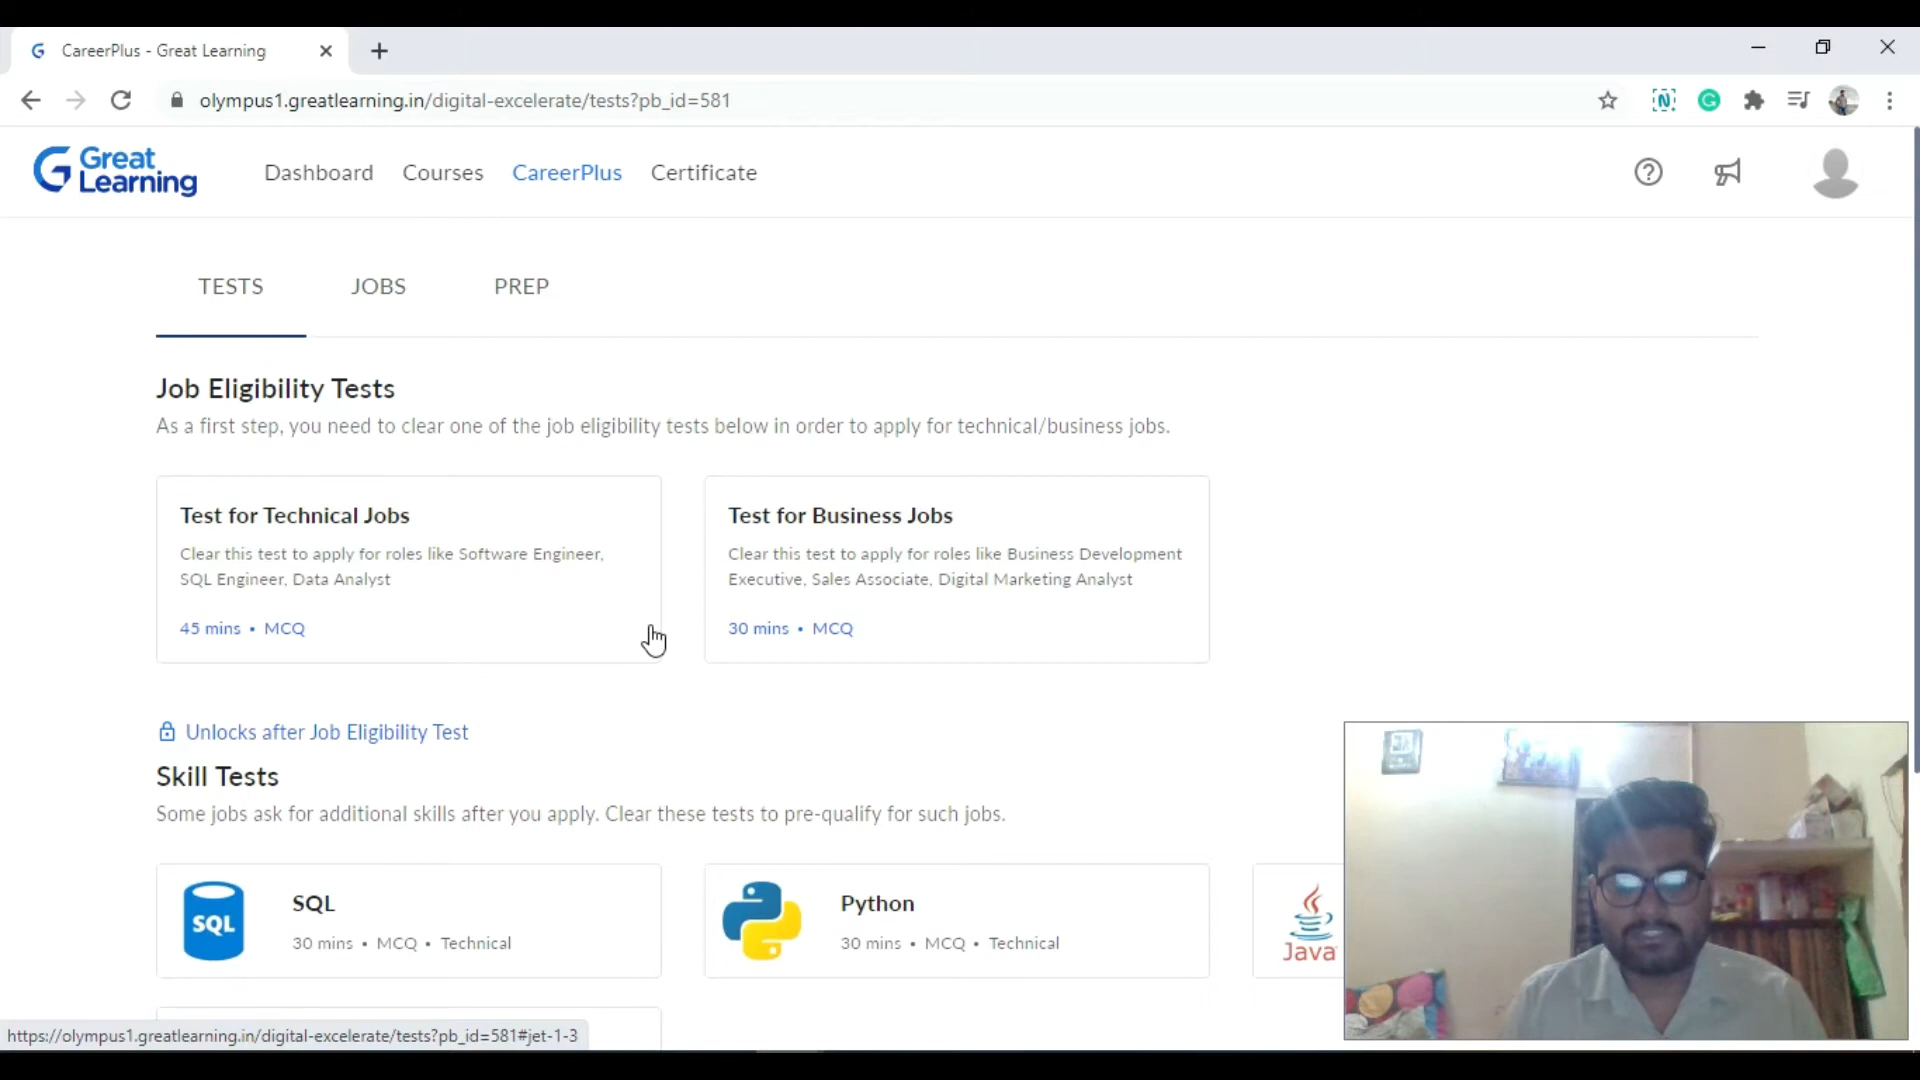 CareerPlus - Great Learning
olympus1.greatlearning.in/digital-excelerate/tests?pb_id=581
Great
Learning
Dashboard Courses CareerPlus Certificate
TESTS JOBS PREP
Job Eligibility Tests
As a first step, you need to clear one of the job eligibility tests below in order to apply for technical/business jobs.
Test for Technical Jobs
Clear this test to apply for roles like Software Engineer,
SQL Engineer, Data Analyst
45 mins • MCQ
Test for Business Jobs
Clear this test to apply for roles like Business Development
Executive, Sales Associate, Digital Marketing Analyst
30 mins • MCQ
Unlocks after Job Eligibility Test
Skill Tests
Some jobs ask for additional skills after you apply. Clear these tests to pre-qualify for such jobs.
SQL
SQL
30 mins • MCQ • Technical
Python
30 mins • MCQ • Technical
Java
https://olympus1.greatlearning.in/digital-excelerate/tests?pb_id=581#jet-1-3